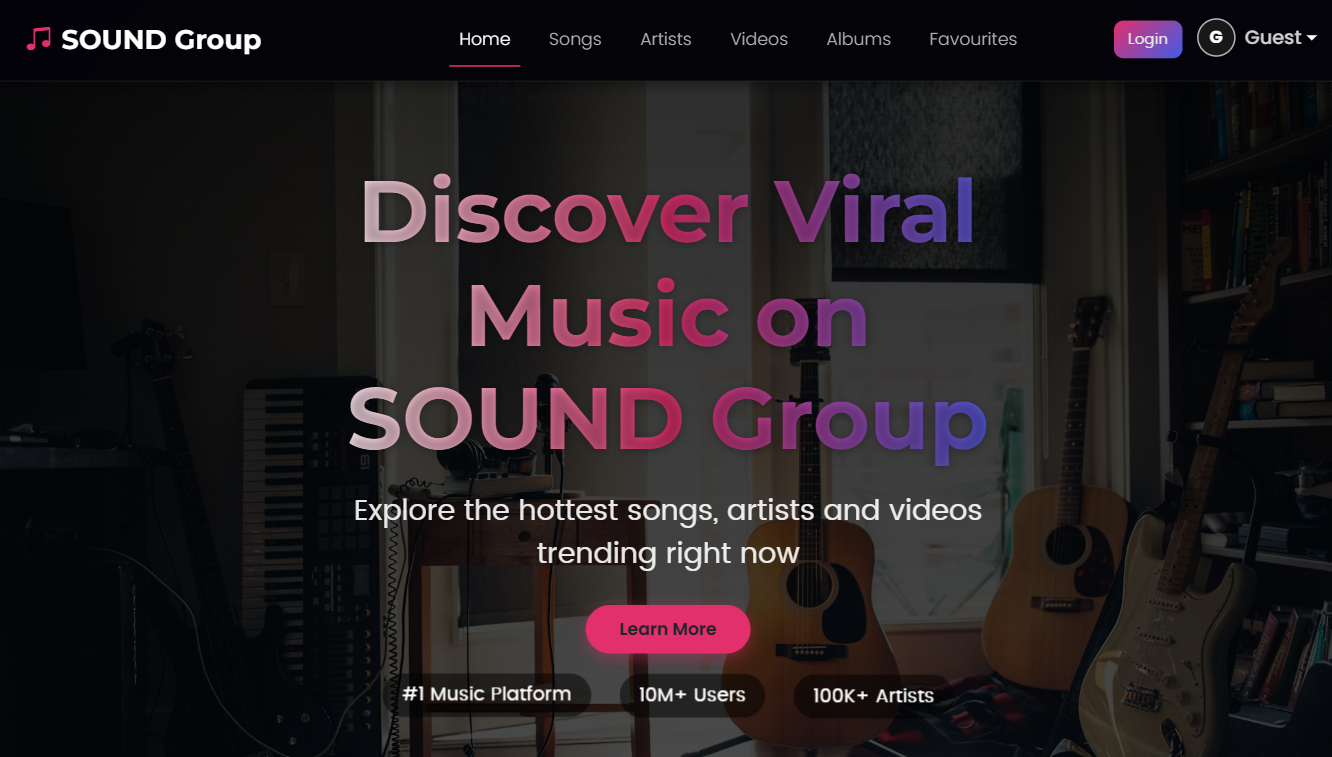 SOUND Group
Home
Songs
Artists
Videos
Albums
Favourites
Login
G
Guest
Discover Viral
Music on
SOUND Group
Explore the hottest songs, artists and videos
trending right now
Learn More
#1 Music Platform
10M+ Users
100K+ Artists